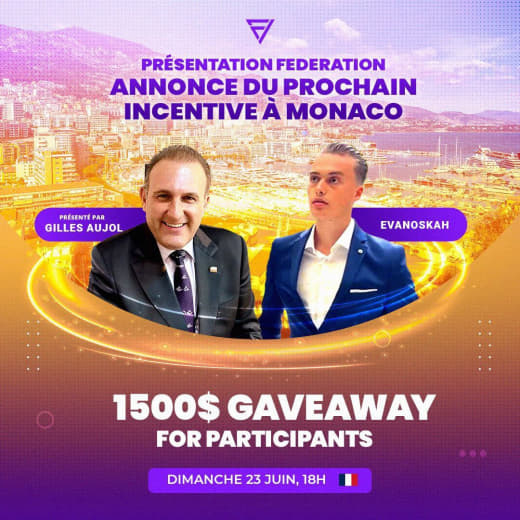 PRÉSENTATION FEDERATION
ANNONCE DU PROCHAIN
INCENTIVE À MONACO
PRÉSENTÉ PAR
GILLES AUJOL
EVANOSKAH
1500$ GAVEAWAY
FOR PARTICIPANTS
DIMANCHE 23 JUIN, 18H